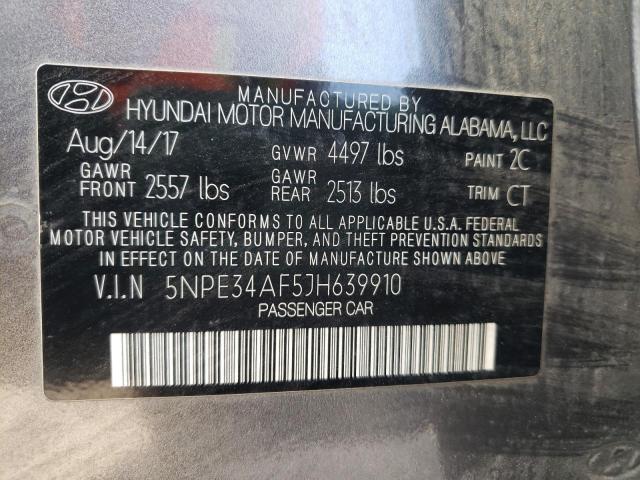 MANUFACTURED BY
HYUNDAI MOTOR MANUFACTURING ALABAMA, LLC
Aug/14/17 GVWR 4497 lbs PAINT 2C
GAWR FRONT 2557 lbs GAWR REAR 2513 lbs TRIM CT
THIS VEHICLE CONFORMS TO ALL APPLICABLE U.S.A. FEDERAL
MOTOR VEHICLE SAFETY, BUMPER, AND THEFT PREVENTION STANDARDS
IN EFFECT ON THE DATE OF MANUFACTURE SHOWN ABOVE.
V.I.N 5NPE34AF5JH639910
PASSENGER CAR